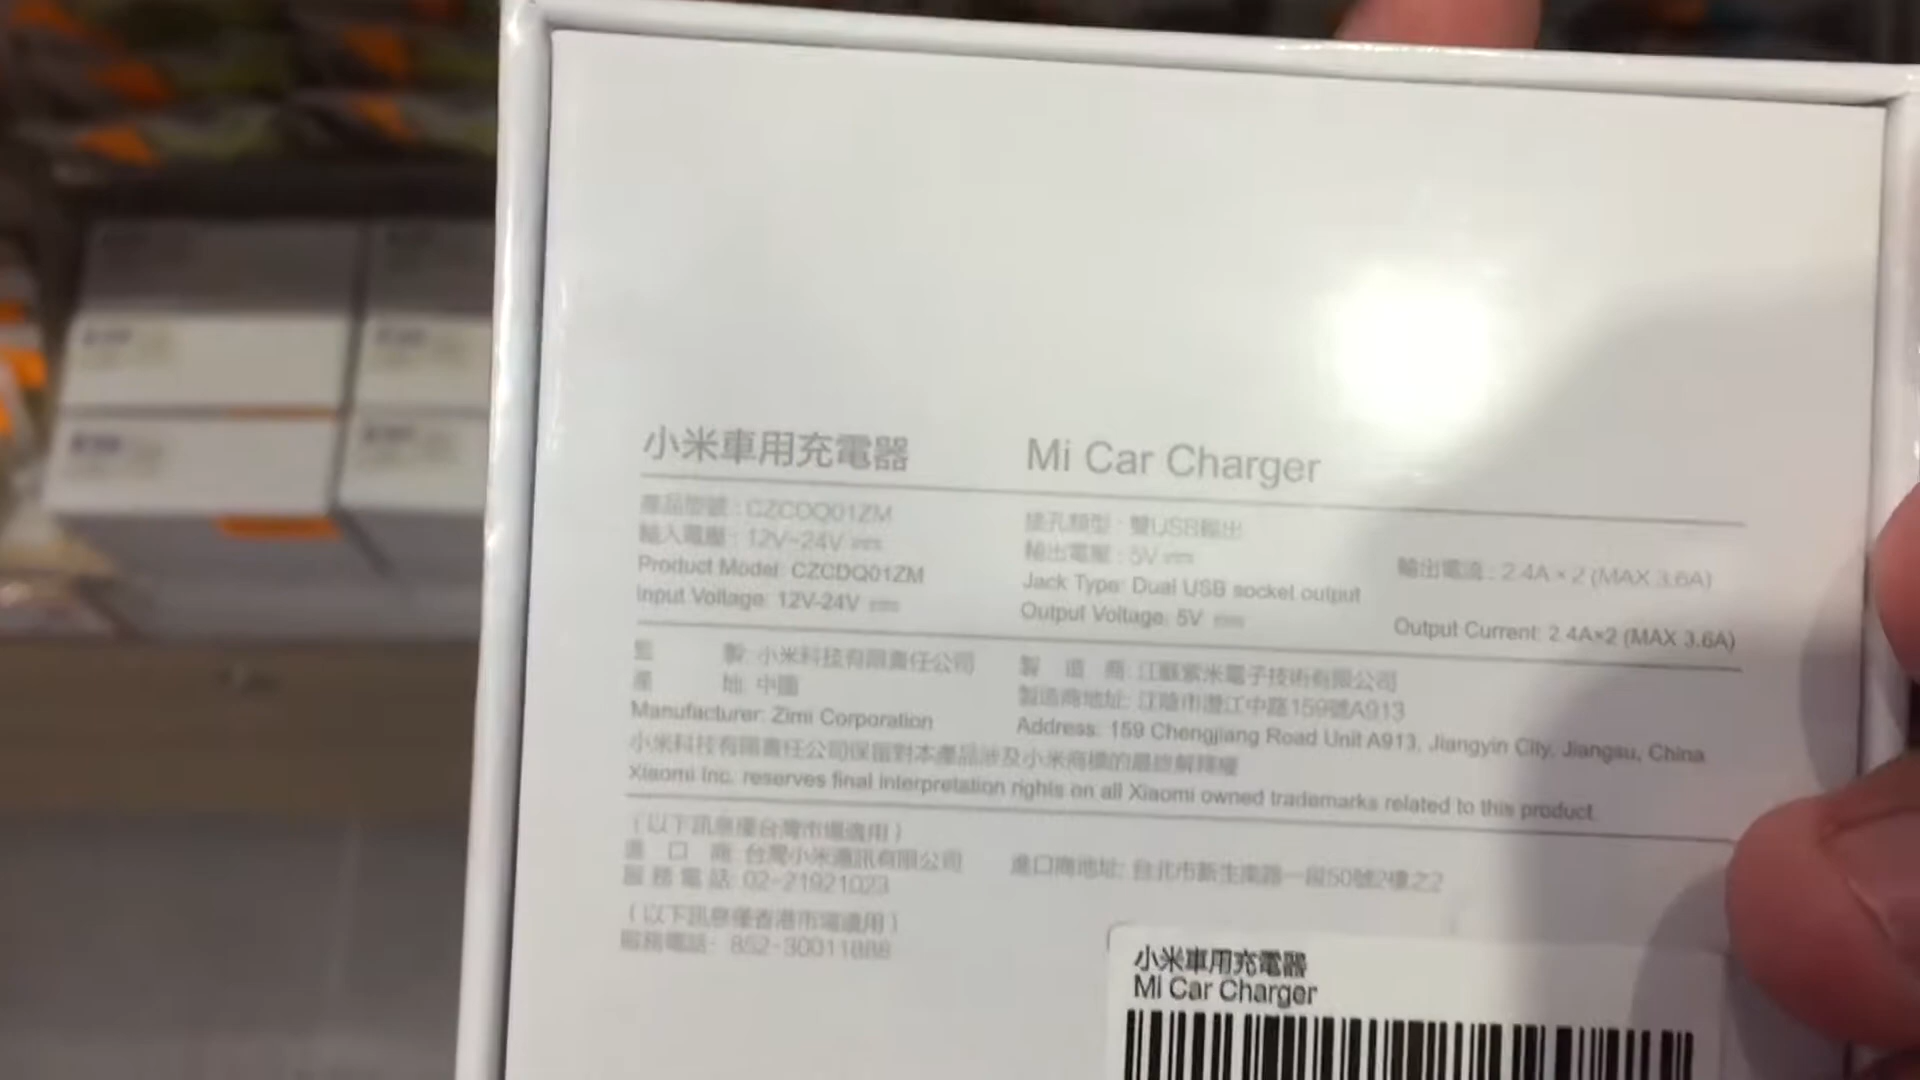 小米車用充電器 Mi Car Charger
產品型號 : CZCDQ01ZM 插孔類型 : 雙USB輸出
輸入電壓 : 12V-24V 輸出電壓 : 5V 輸出電流 : 2.4A×2 (MAX 3.6A)
Product Model: CZCDQ01ZM Jack Type: Dual USB socket output
Input Voltage: 12V-24V Output Voltage: 5V Output Current: 2.4A×2 (MAX 3.6A)
監 製: 小米科技有限責任公司 製 造 商: 江蘇紫米電子技術有限公司
產 地: 中國 製造商地址: 江陰市澄江中路159號A913
Manufacturer: Zimi Corporation Address: 159 Chengjiang Road Unit A913, Jiangyin City, Jiangsu, China
小米科技有限責任公司保留對本產品涉及小米商標的最終解釋權
Xiaomi Inc. reserves final interpretation rights on all Xiaomi owned trademarks related to this product.
(以下訊息僅台灣市場適用)
進 口 商: 台灣小米通訊有限公司 進口商地址: 台北市新生南路一段50號2樓之2
服務電話: 02-21921023
(以下訊息僅香港市場適用)
服務電話: 852-30011888
小米車用充電器
Mi Car Charger